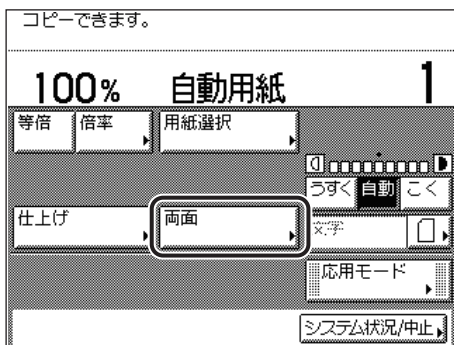 コピーできます。
100% 自動用紙 1
等倍 倍率 用紙選択
うすく 自動 こく
仕上げ 両面 文字
応用モード
システム状況/中止